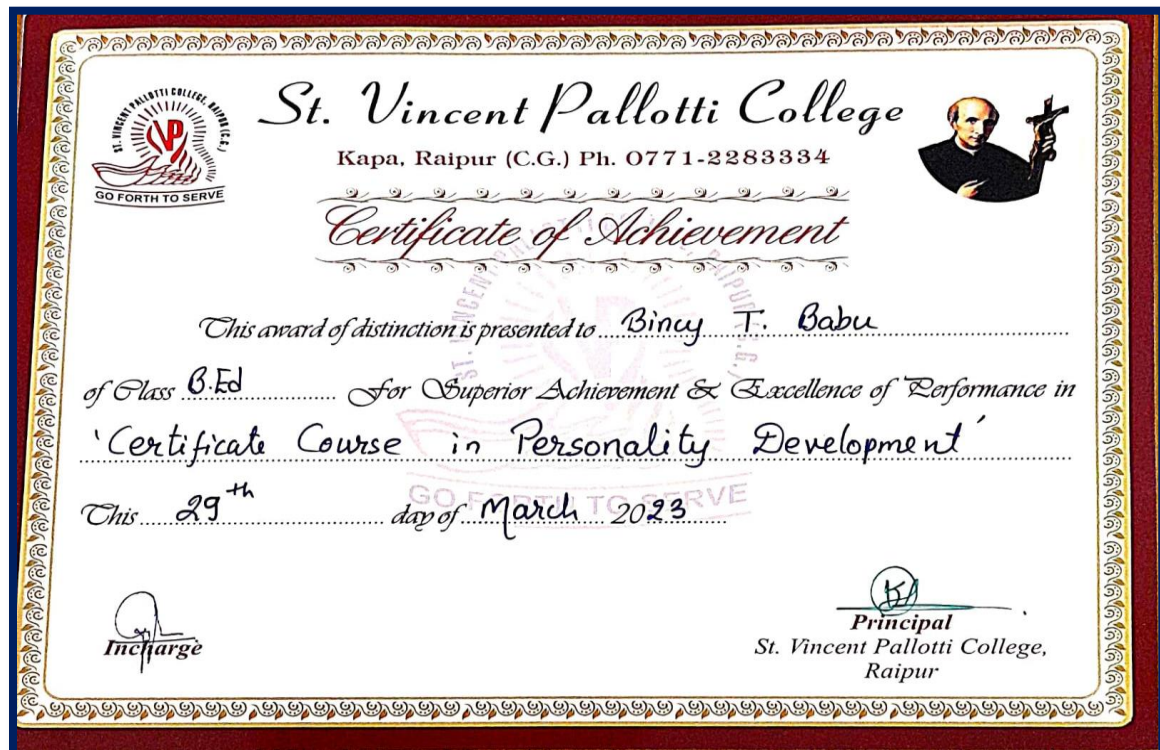 St. Vincent Pallotti College
Kapa, Raipur (C.G.) Ph. 0771-2283334
ST. VINCENT PALLOTTI COLLEGE, RAIPUR (C.G.)
VP
GO FORTH TO SERVE
Certificate of Achievement
This award of distinction is presented to Bincy T. Babu
of Class B.Ed For Superior Achievement & Excellence of Performance in
'Certificate Course in Personality Development'
This 29th day of March 2023
GO FORTH TO SERVE
Incharge
Principal
St. Vincent Pallotti College,
Raipur